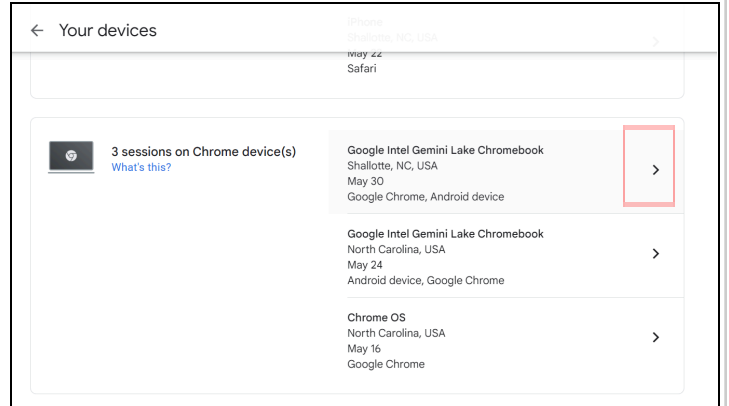 Your devices
iPhone
Shallotte, NC, USA
May 22
Safari
3 sessions on Chrome device(s)
What's this?
Google Intel Gemini Lake Chromebook
Shallotte, NC, USA
May 30
Google Chrome, Android device
Google Intel Gemini Lake Chromebook
North Carolina, USA
May 24
Android device, Google Chrome
Chrome OS
North Carolina, USA
May 16
Google Chrome